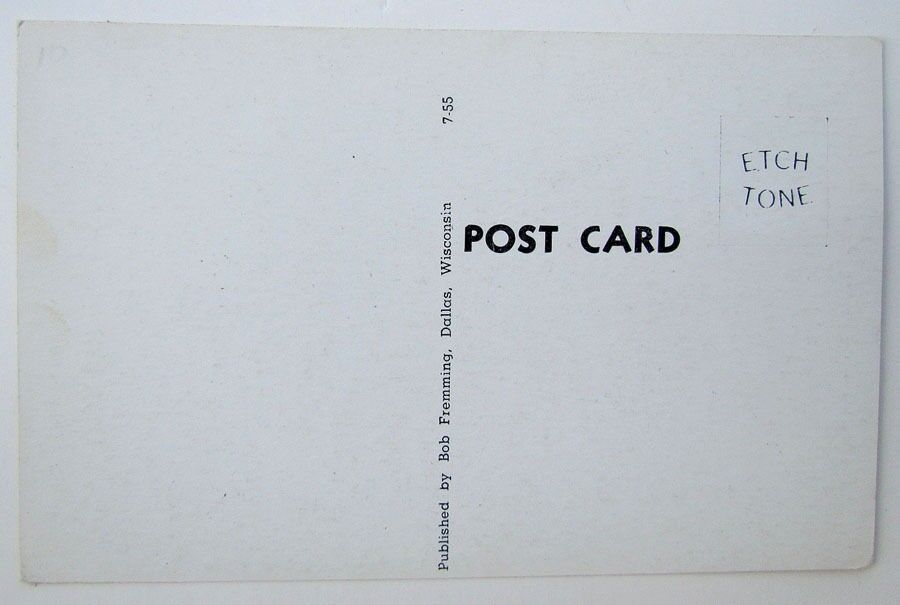 Published by Bob Fremming, Dallas, Wisconsin 7-55
POST CARD
ETCH
TONE